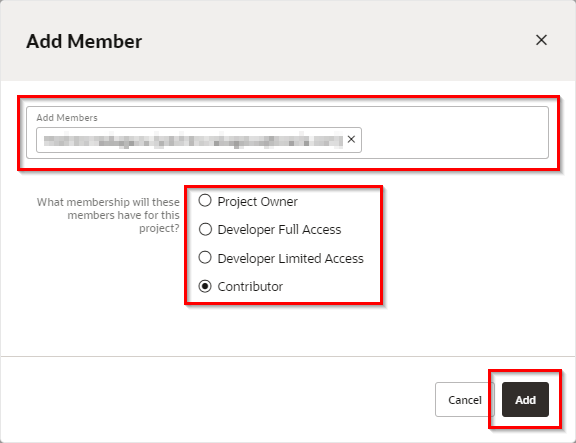 Add Member
Add Members
What membership will these
members have for this
project?
Project Owner
Developer Full Access
Developer Limited Access
Contributor
Cancel
Add